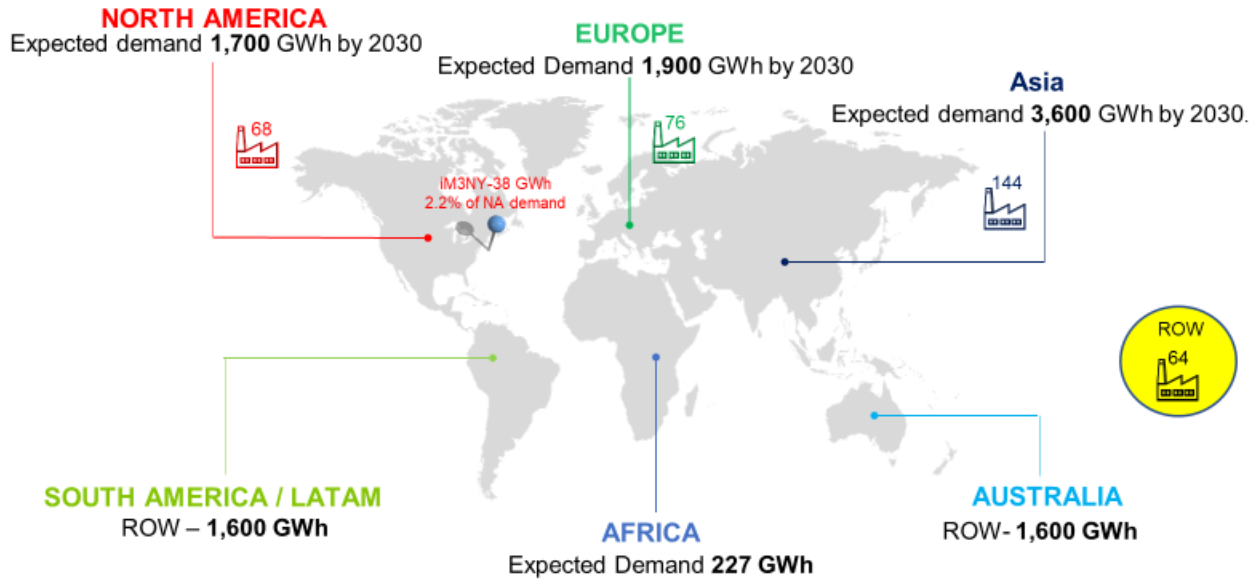 NORTH AMERICA
Expected demand 1,700 GWh by 2030
EUROPE
Expected Demand 1,900 GWh by 2030
Asia
Expected demand 3,600 GWh by 2030.
68
76
144
iM3NY-38 GWh
2.2% of NA demand
ROW
64
SOUTH AMERICA / LATAM
ROW – 1,600 GWh
AFRICA
Expected Demand 227 GWh
AUSTRALIA
ROW- 1,600 GWh